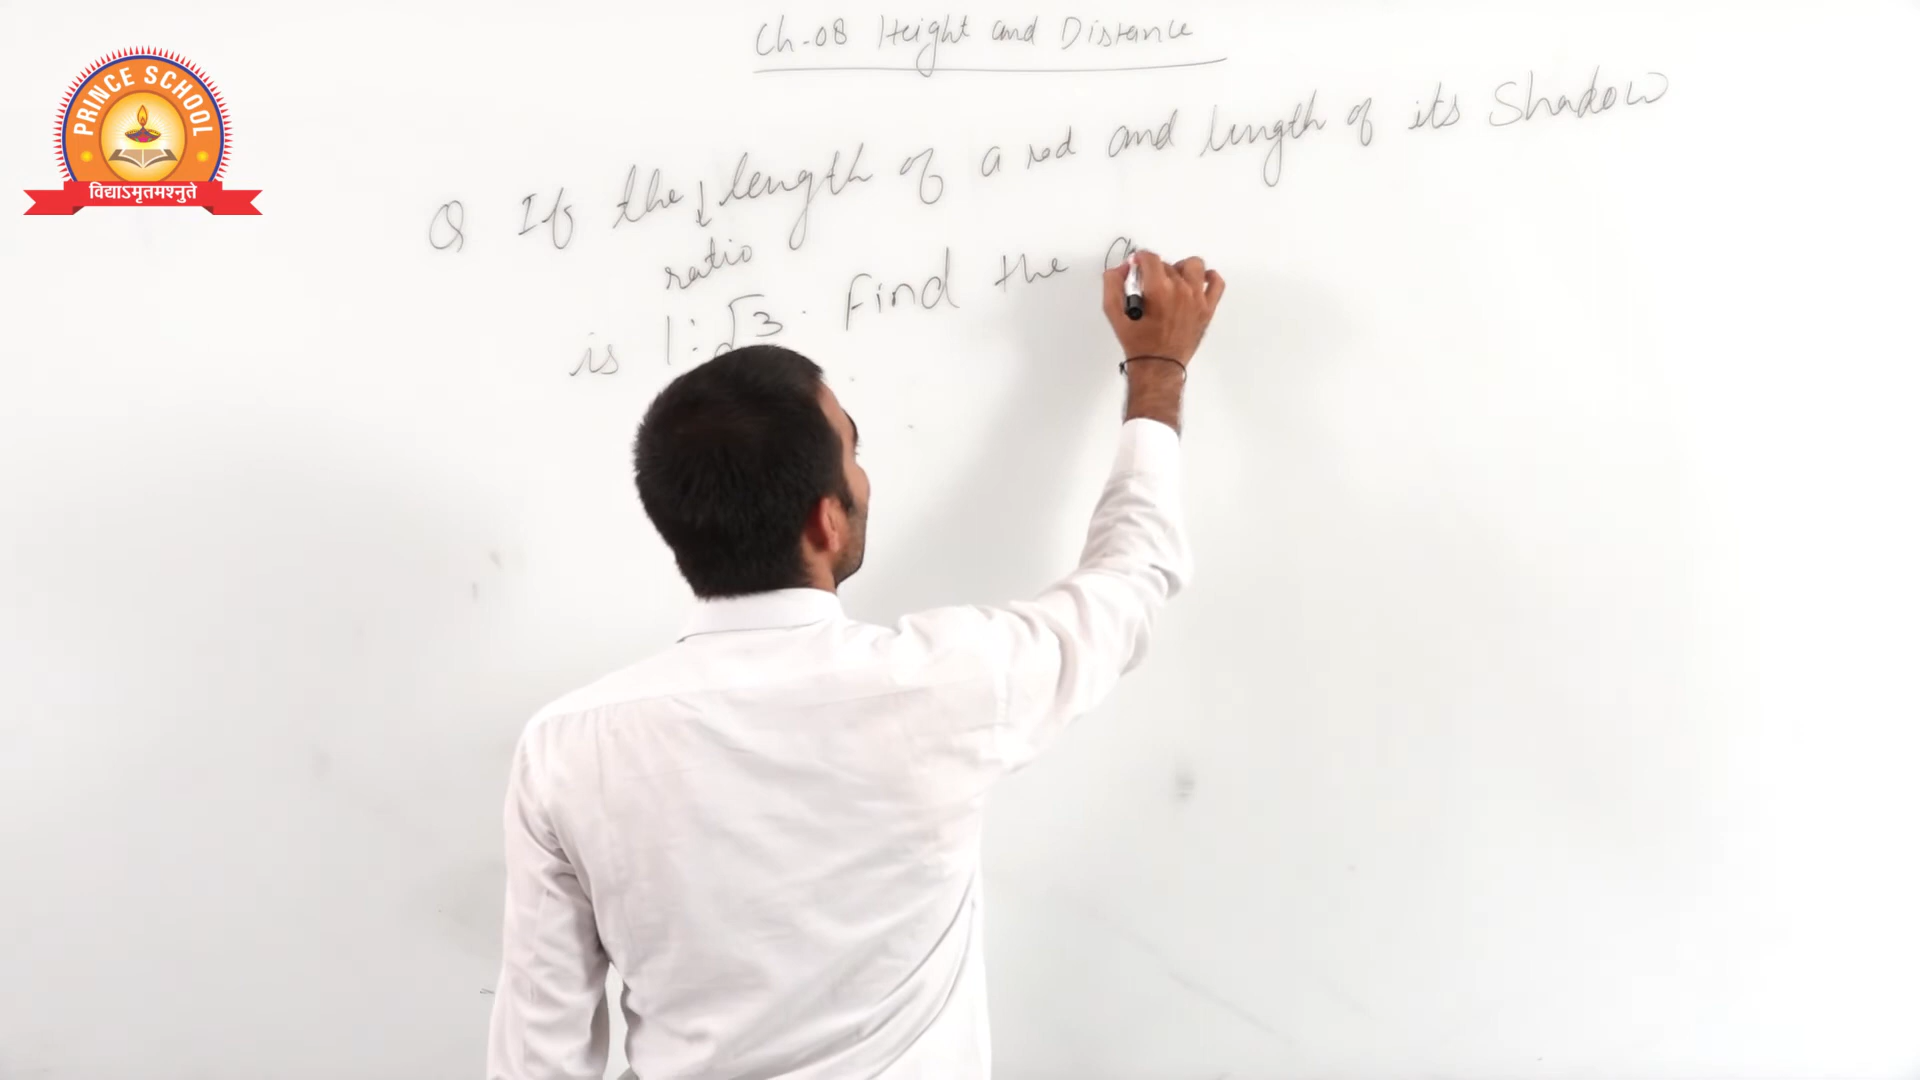 PRINCE SCHOOL
विद्याऽमृतमश्नुते
Ch-08 Height and Distance
Q If the length of a rod and length of its Shadow
ratio
is 1:√3. Find the